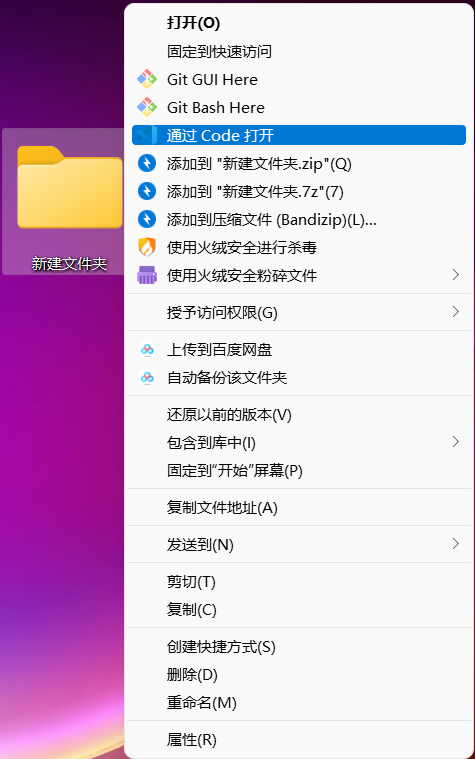 新建文件夹
打开(O)
固定到快速访问
Git GUI Here
Git Bash Here
通过 Code 打开
添加到 "新建文件夹.zip"(Q)
添加到 "新建文件夹.7z"(7)
添加到压缩文件 (Bandizip)(L)...
使用火绒安全进行杀毒
使用火绒安全粉碎文件
授予访问权限(G)
上传到百度网盘
自动备份该文件夹
还原以前的版本(V)
包含到库中(I)
固定到“开始”屏幕(P)
复制文件地址(A)
发送到(N)
剪切(T)
复制(C)
创建快捷方式(S)
删除(D)
重命名(M)
属性(R)